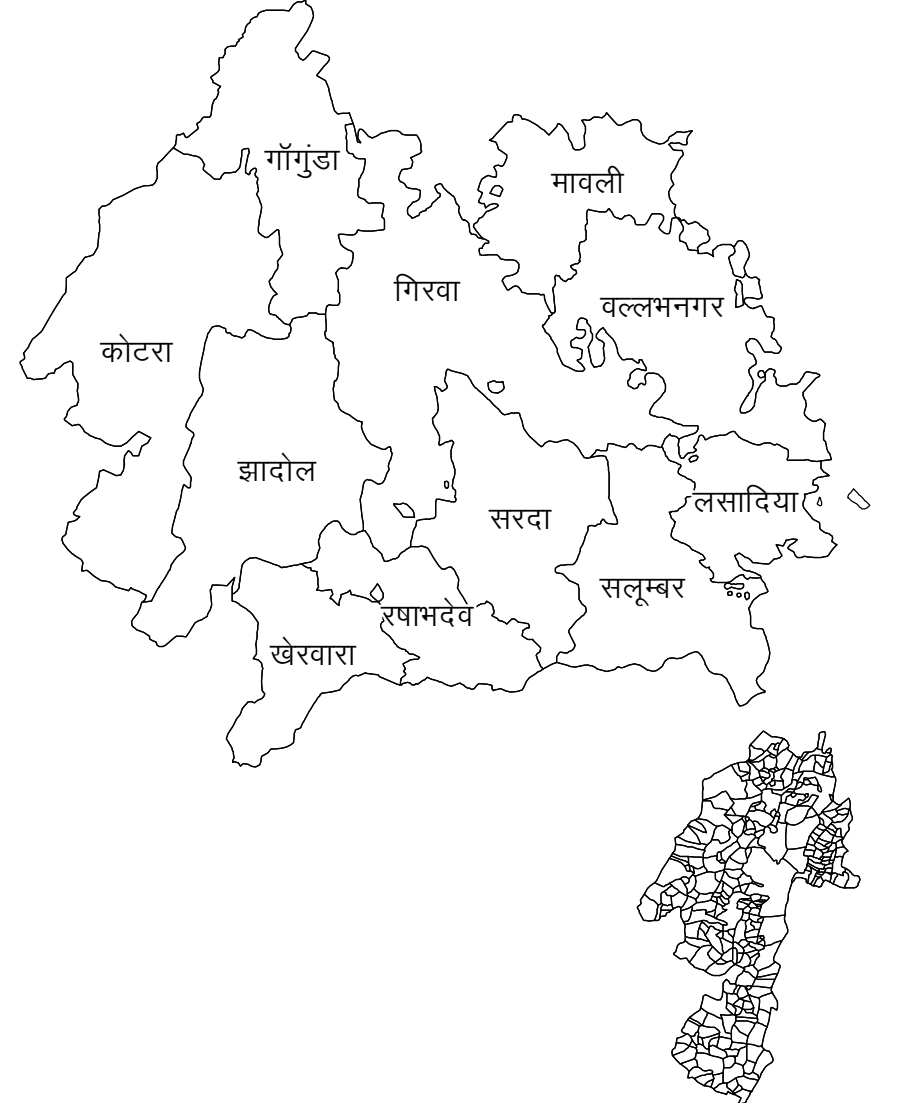 गॉगुंडा
मावली
गिरवा
वल्लभनगर
कोटरा
झादोल
लसादिया
सरदा
सलूम्बर
रषाभदेव
खेरवारा